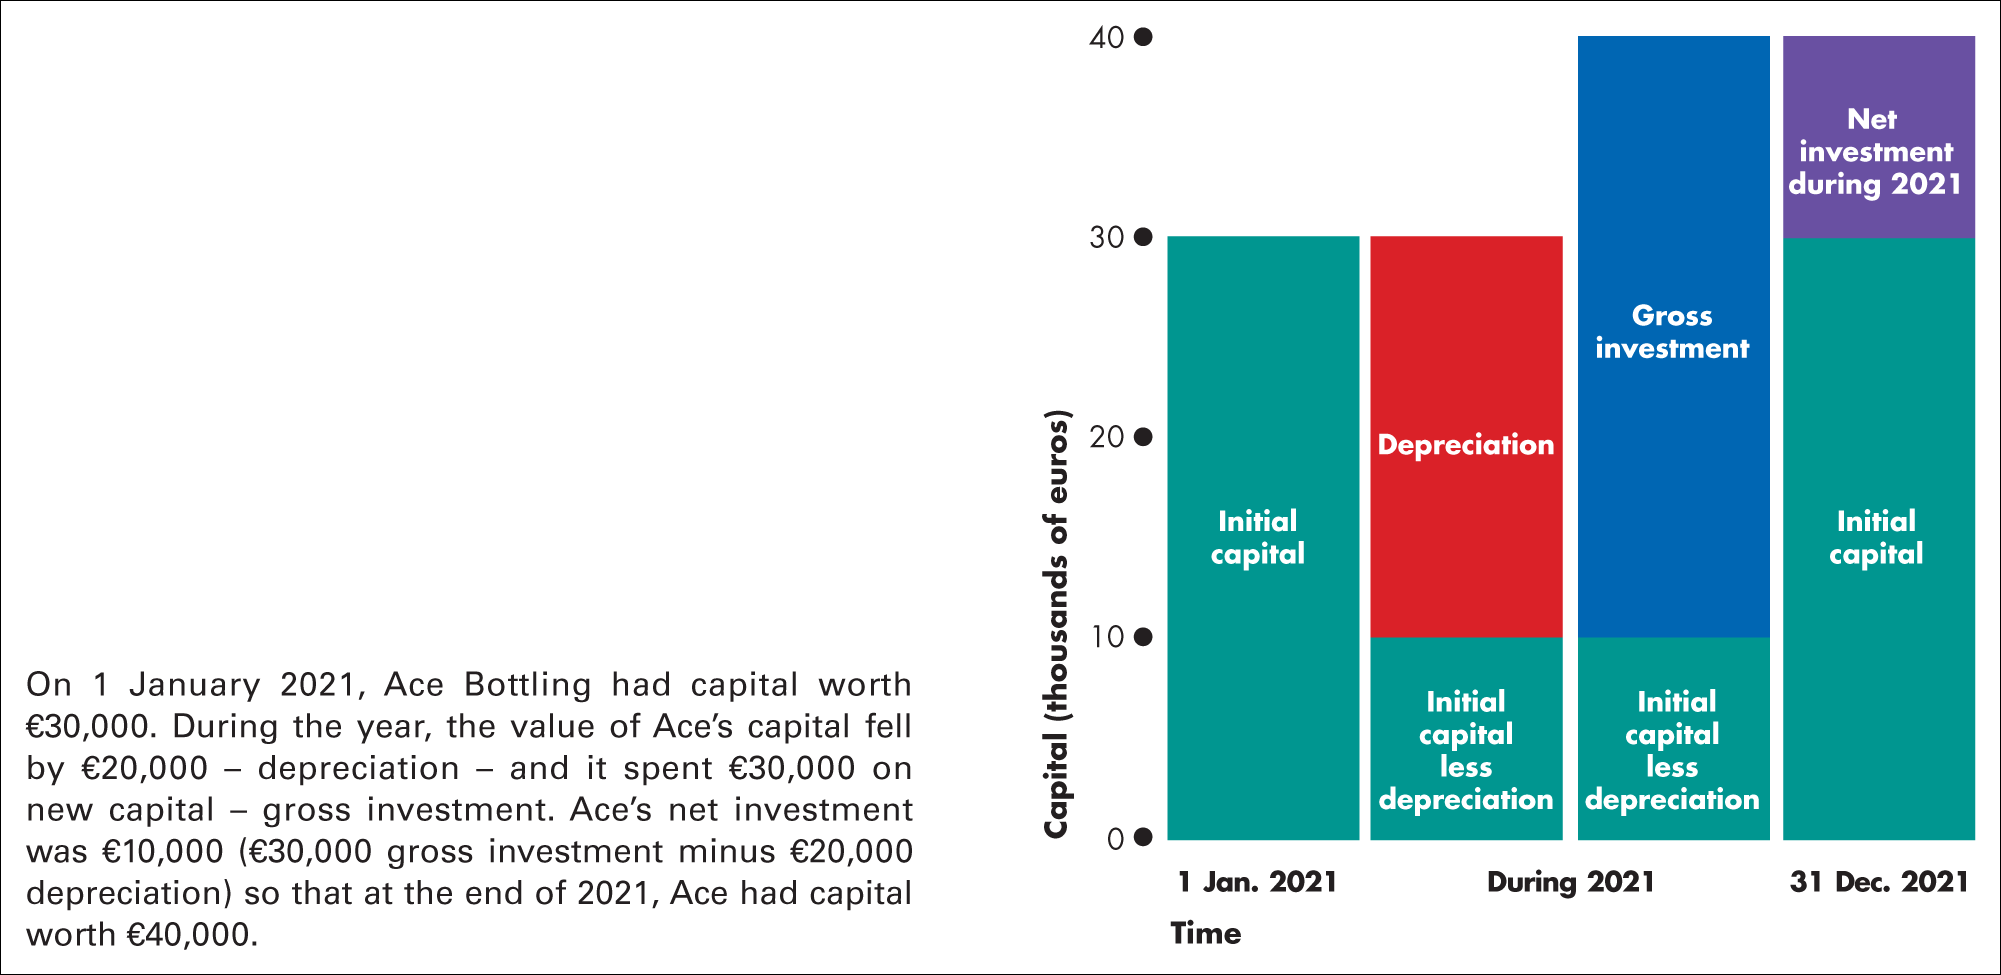 On 1 January 2021, Ace Bottling had capital worth
€30,000. During the year, the value of Ace’s capital fell
by €20,000 – depreciation – and it spent €30,000 on
new capital – gross investment. Ace’s net investment
was €10,000 (€30,000 gross investment minus €20,000
depreciation) so that at the end of 2021, Ace had capital
worth €40,000.
Capital (thousands of euros)
40
30
20
10
0
Initial
capital
Depreciation
Initial
capital
less
depreciation
Gross
investment
Initial
capital
less
depreciation
Net
investment
during 2021
Initial
capital
1 Jan. 2021
During 2021
31 Dec. 2021
Time